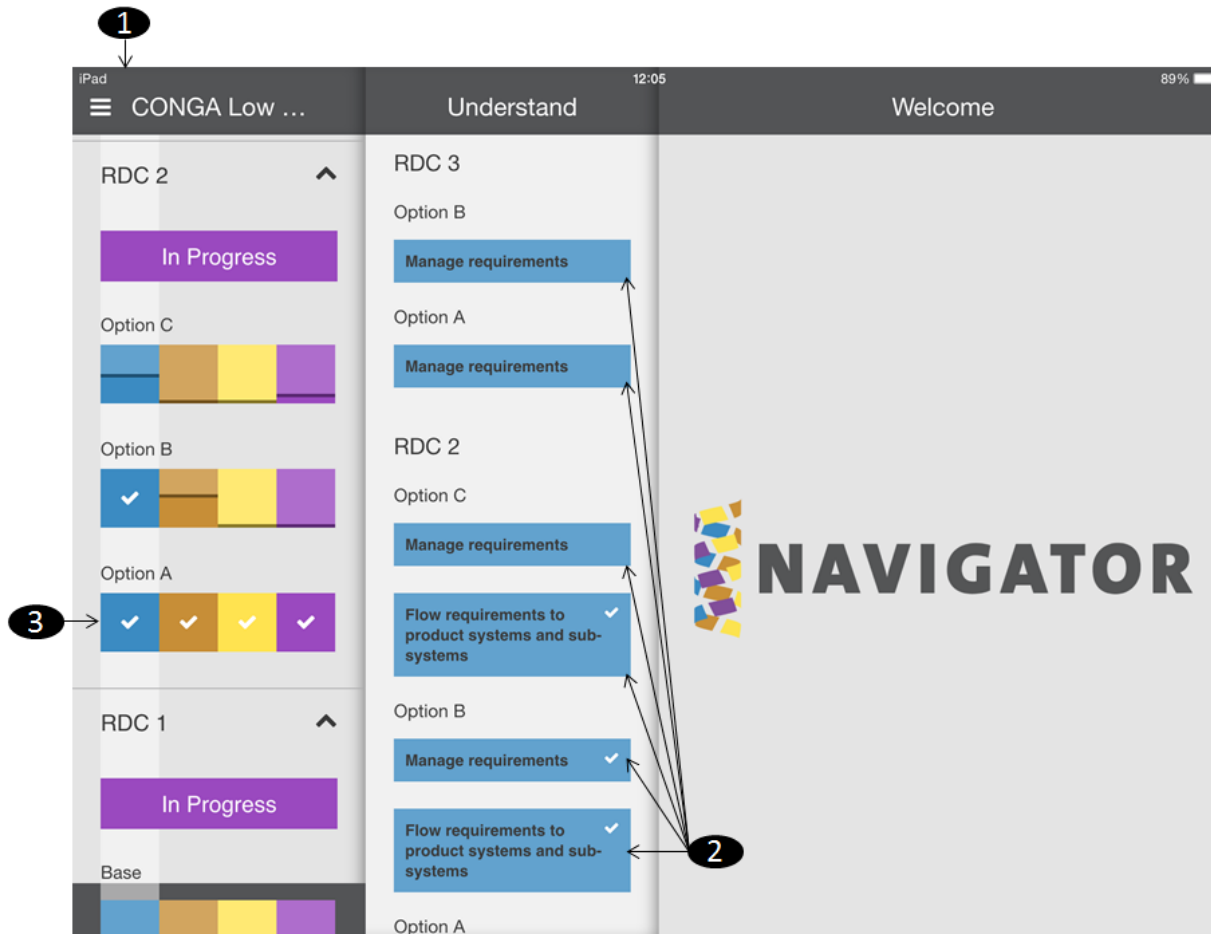 1
iPad
12:05
89%
CONGA Low ...
Understand
Welcome
RDC 2
In Progress
Option C
Option B
Option A
3
RDC 1
In Progress
Base
RDC 3
Option B
Manage requirements
Option A
Manage requirements
RDC 2
Option C
Manage requirements
Flow requirements to
product systems and sub-
systems
Option B
Manage requirements
Flow requirements to
product systems and sub-
systems
Option A
2
NAVIGATOR